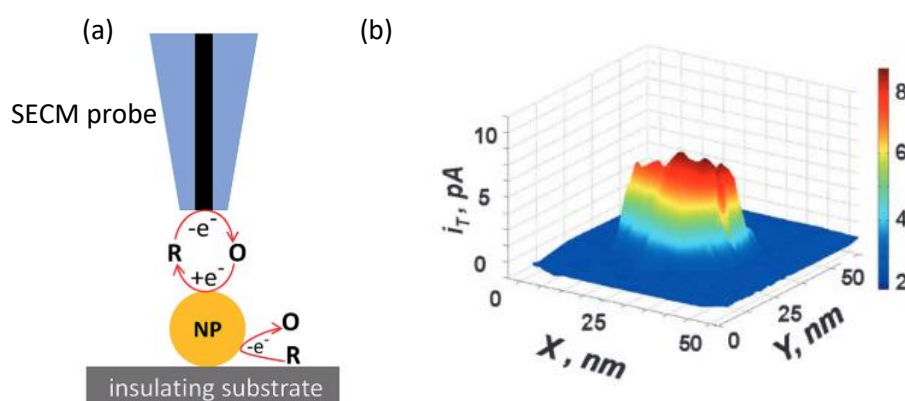 (a)
SECM probe
-e⁻
R O
+e⁻
NP
O
-e⁻
R
insulating substrate
(b)
10
5
0
i_T, pA
0
25
50
X, nm
0
25
50
Y, nm
8
6
4
2